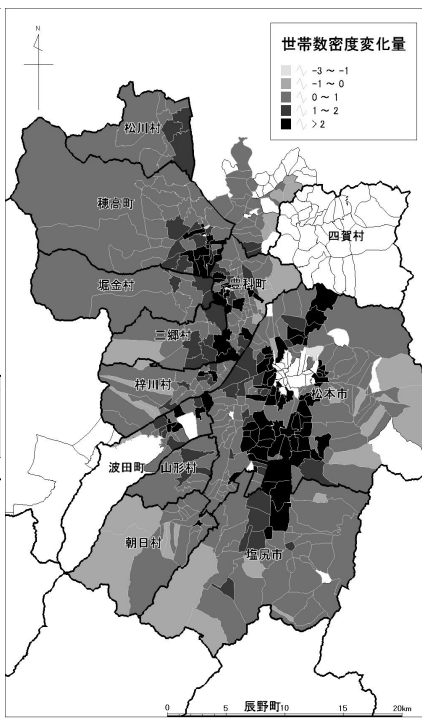 N
世帯数密度変化量
-3 ～ -1
-1 ～ 0
0 ～ 1
1 ～ 2
> 2
松川村
穂高町
四賀村
堀金村
豊科町
三郷村
梓川村
松本市
波田町
山形村
朝日村
塩尻市
辰野町
0 5 10 15 20km